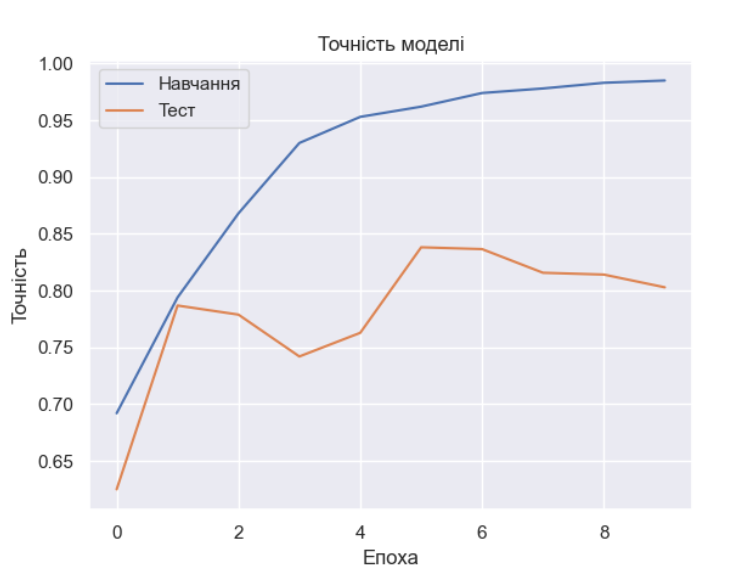 Точність моделі
1.00
0.95
0.90
0.85
0.80
0.75
0.70
0.65
Точність
Навчання
Тест
0 2 4 6 8
Епоха